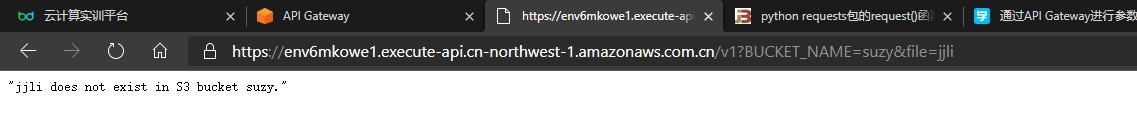 云计算实训平台
API Gateway
https://env6mkowe1.execute-api
python requests包的request()函数
通过API Gateway进行参数
https://env6mkowe1.execute-api.cn-northwest-1.amazonaws.com.cn/v1?BUCKET_NAME=suzy&file=jjli
"jjli does not exist in S3 bucket suzy."